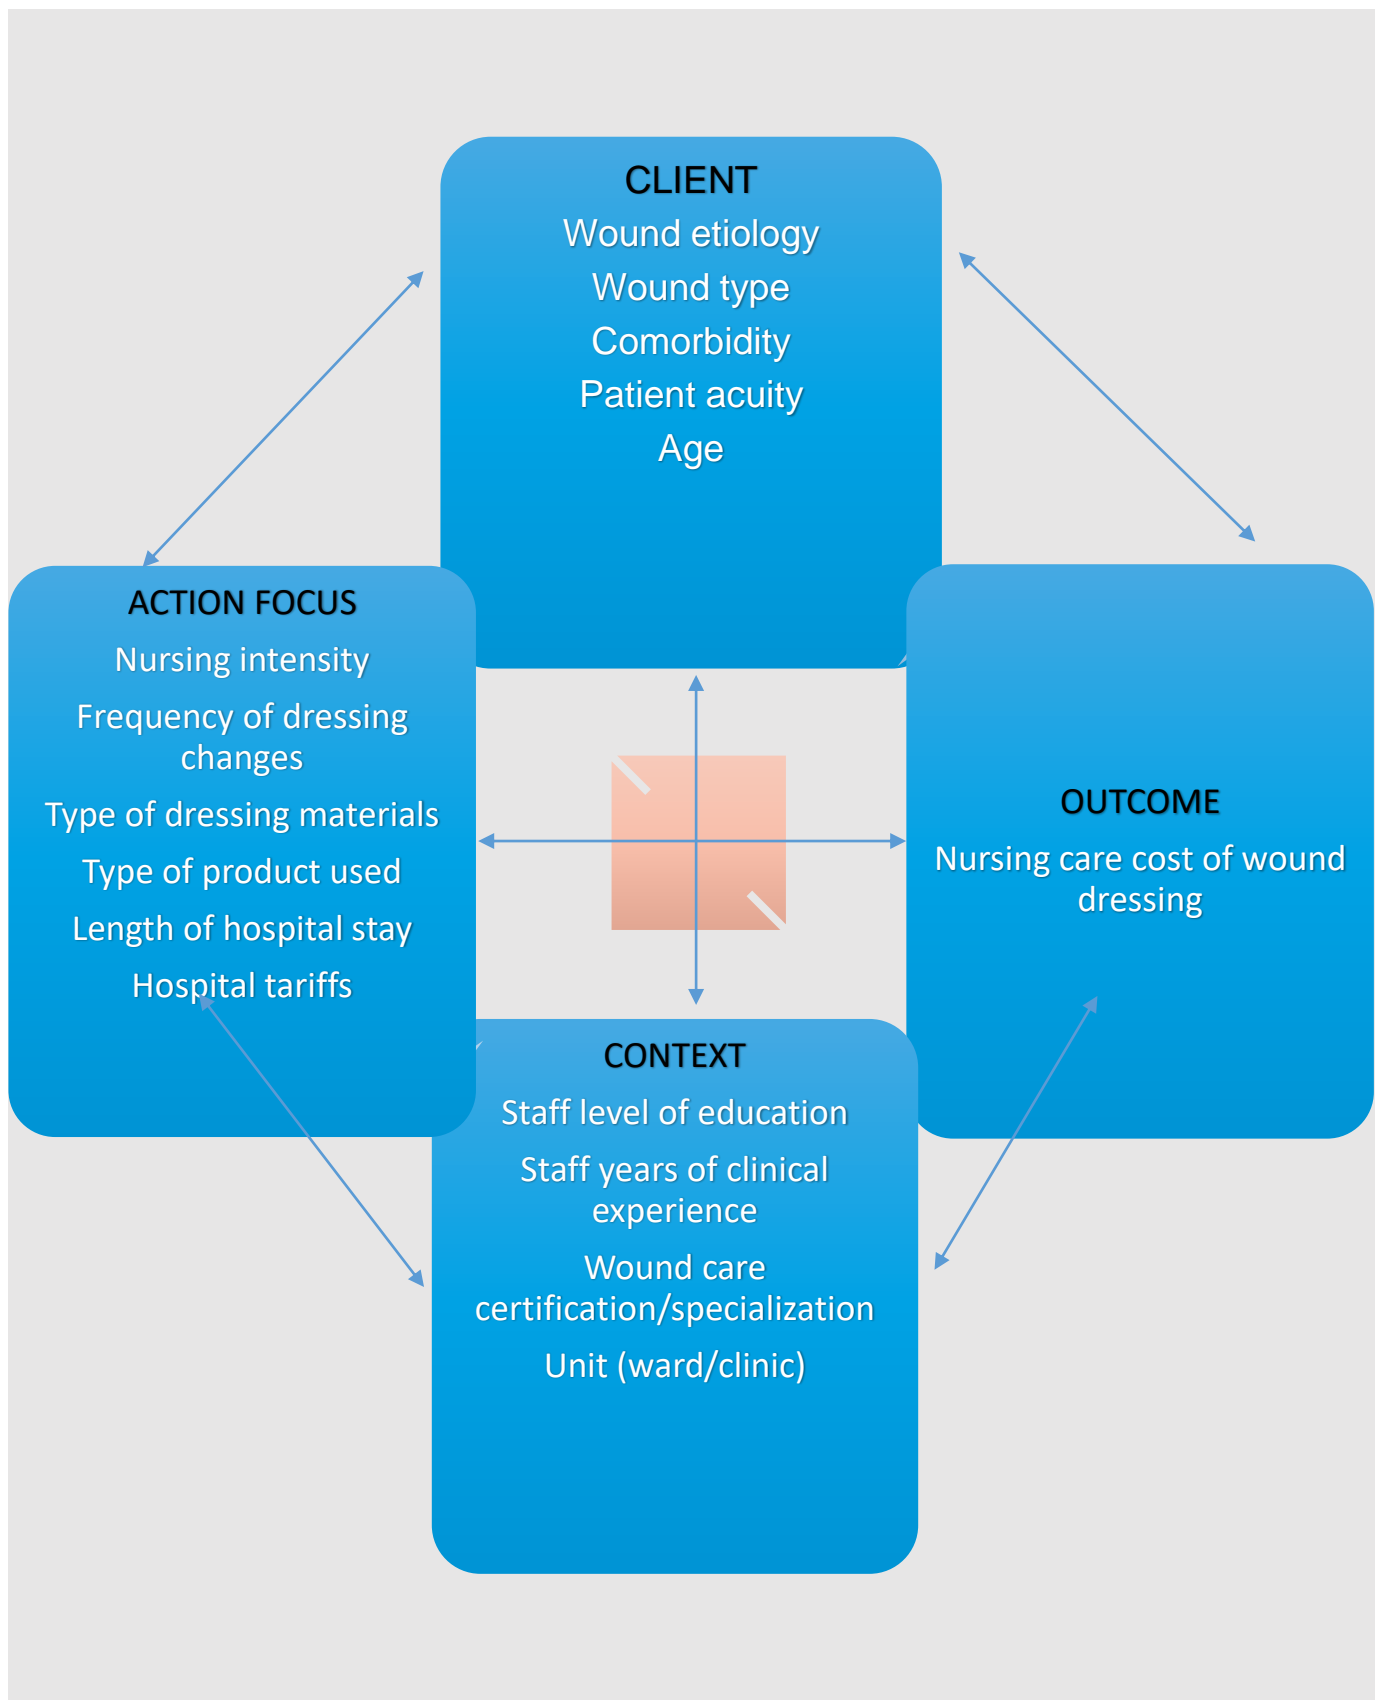 CLIENT
Wound etiology
Wound type
Comorbidity
Patient acuity
Age
ACTION FOCUS
Nursing intensity
Frequency of dressing
changes
Type of dressing materials
Type of product used
Length of hospital stay
Hospital tariffs
OUTCOME
Nursing care cost of wound
dressing
CONTEXT
Staff level of education
Staff years of clinical
experience
Wound care
certification/specialization
Unit (ward/clinic)